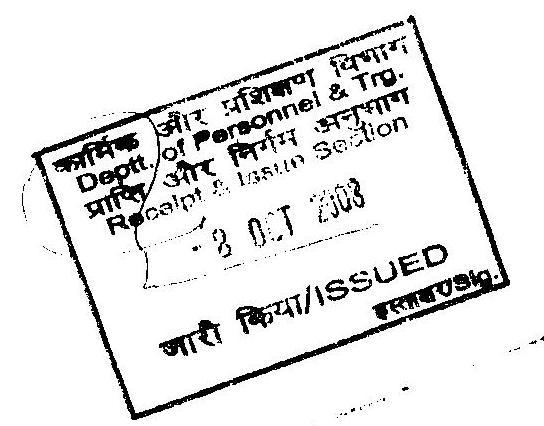 कार्मिक और प्रशिक्षण विभाग
Deptt. of Personnel & Trg.
प्राप्ति और निर्गम अनुभाग
Receipt & Issue Section
-8 OCT 2008
जारी किया/ISSUED
हस्ताक्षर/Sig.